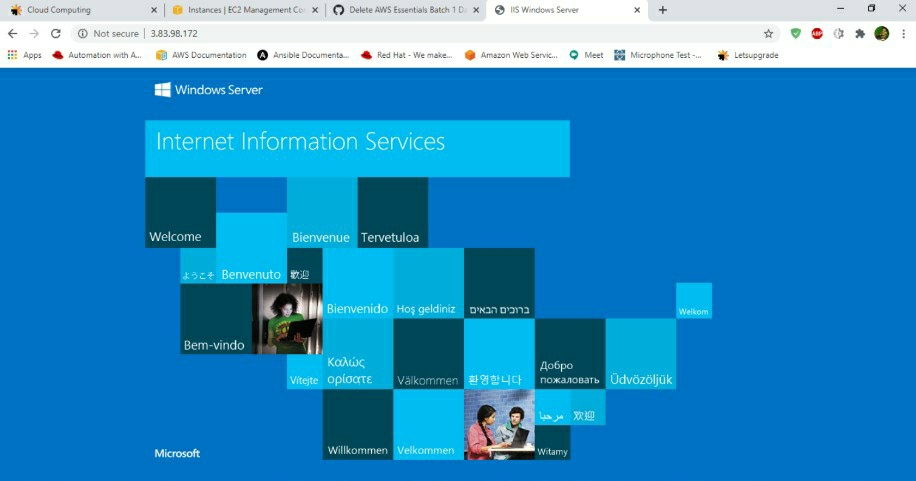 Cloud Computing
Instances | EC2 Management Con
Delete AWS Essentials Batch 1 Da
IIS Windows Server
Not secure | 3.83.98.172
Apps
Automation with A...
AWS Documentation
Ansible Documenta...
Red Hat - We make...
Amazon Web Servic...
Meet
Microphone Test -...
Letsupgrade
ABP
Windows Server
Internet Information Services
Welcome
Bienvenue
Tervetuloa
ようこそ
Benvenuto
歡迎
Bienvenido
Hoş geldiniz
ברוכים הבאים
Welkom
Bem-vindo
Vítejte
Καλώς
ορίσατε
Välkommen
환영합니다
Добро
пожаловать
Üdvözöljük
مرحبا
欢迎
Willkommen
Velkommen
Witamy
Microsoft